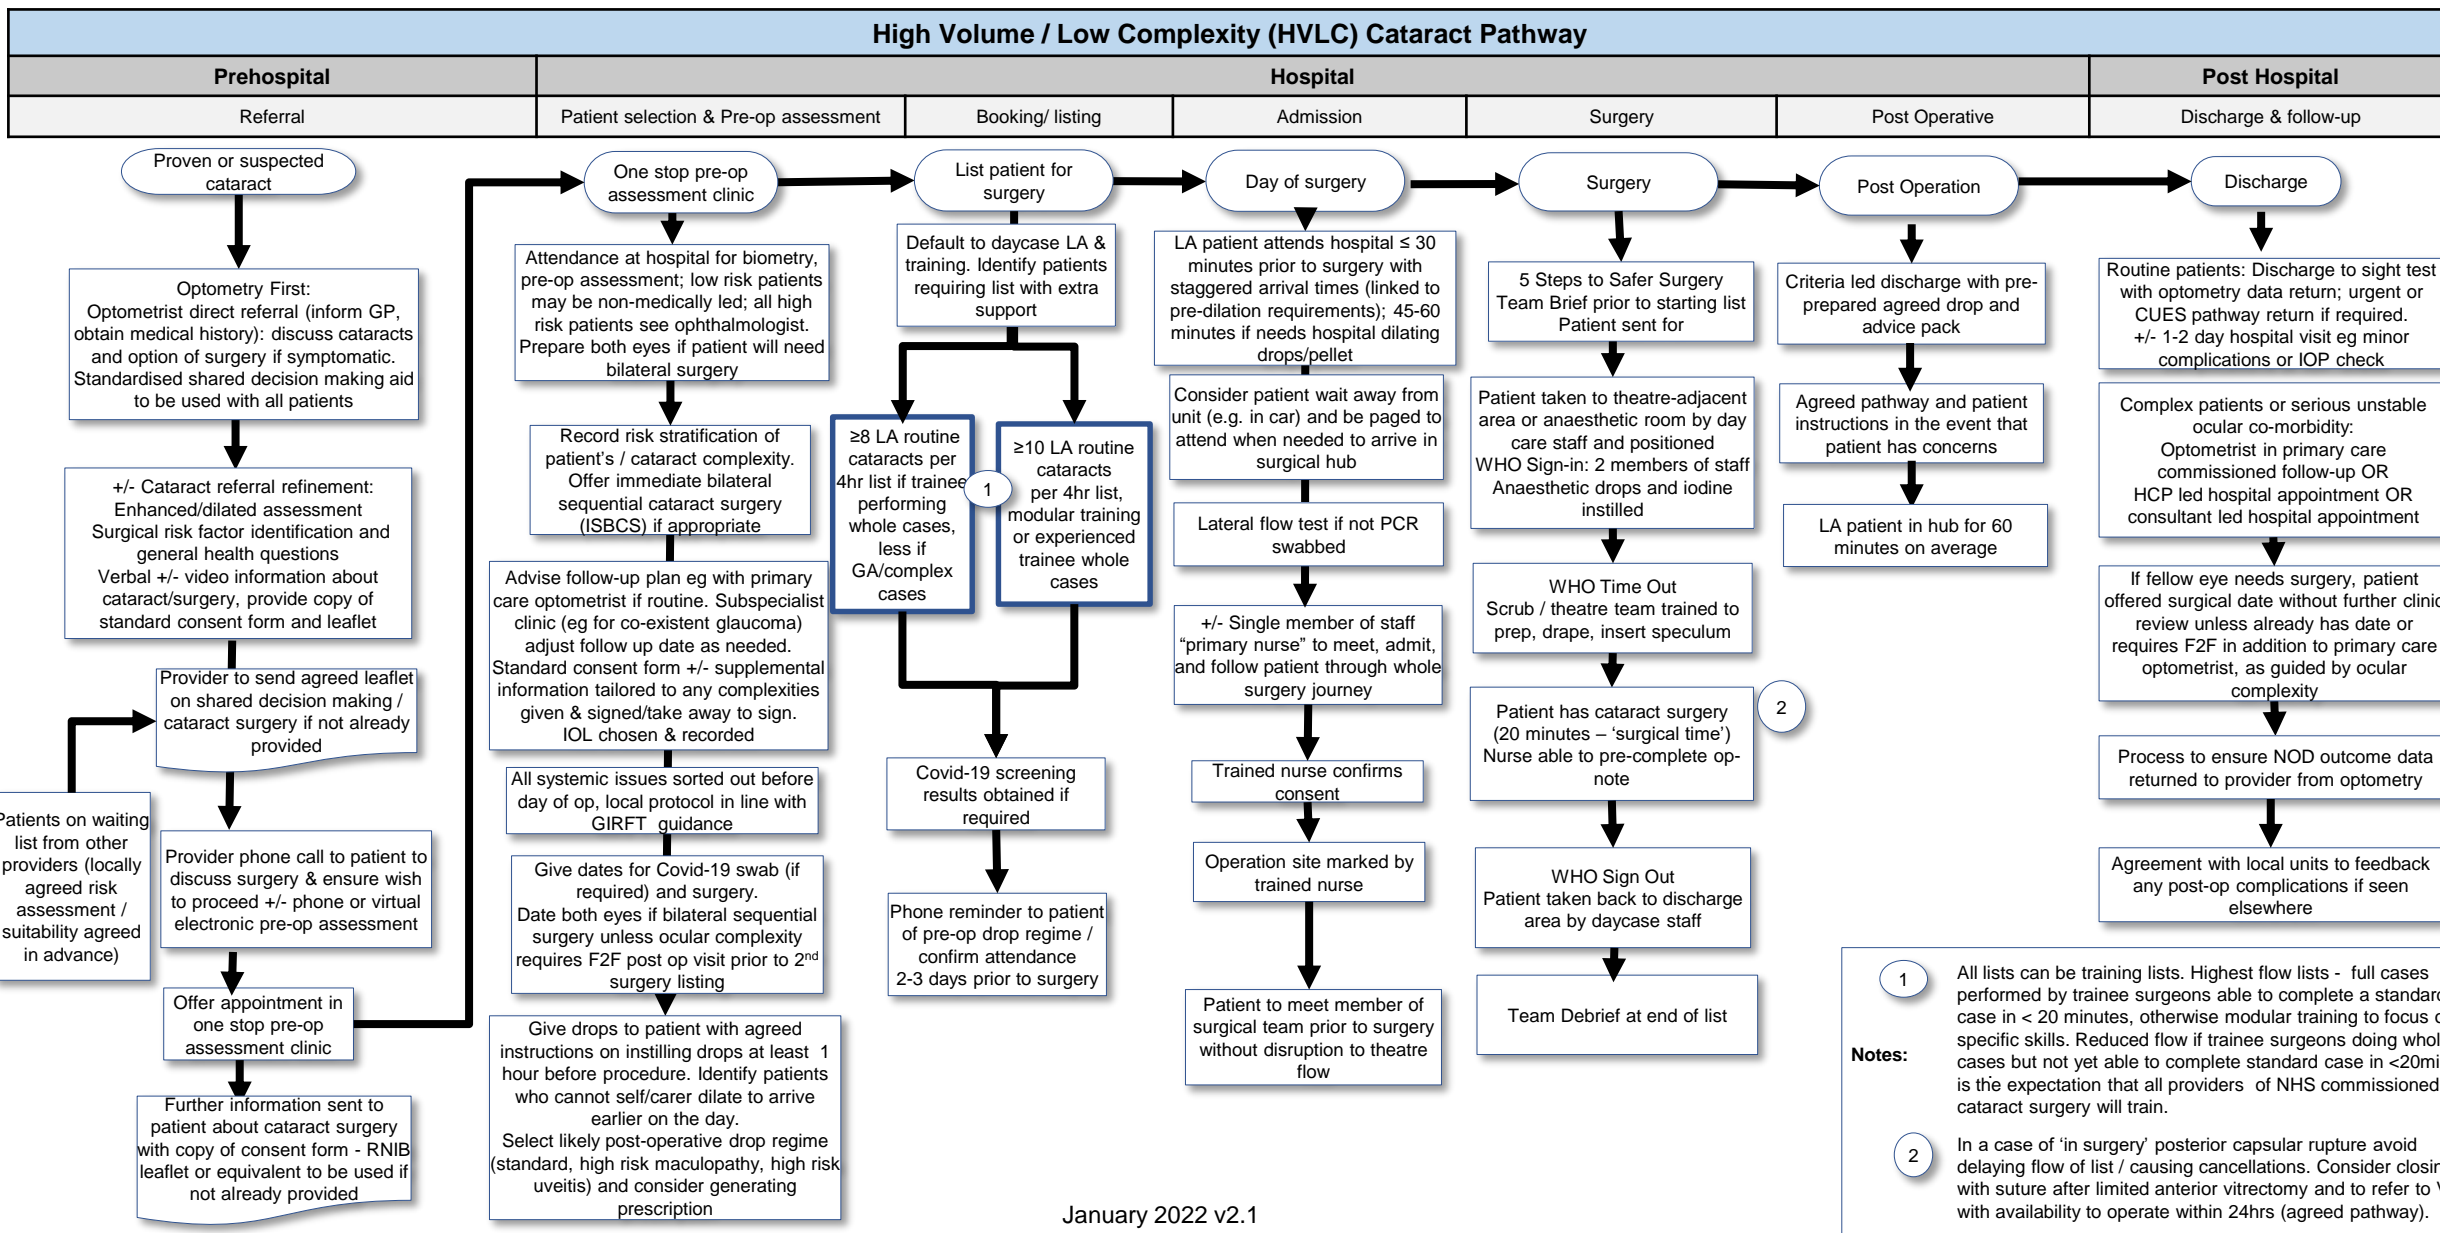 High Volume / Low Complexity (HVLC) Cataract Pathway
Prehospital
Hospital
Post Hospital
Referral
Patient selection & Pre-op assessment
Booking/ listing
Admission
Surgery
Post Operative
Discharge & follow-up
Proven or suspected
cataract
Optometry First:
Optometrist direct referral (inform GP,
obtain medical history): discuss cataracts
and option of surgery if symptomatic.
Standardised shared decision making aid
to be used with all patients
+/- Cataract referral refinement:
Enhanced/dilated assessment
Surgical risk factor identification and
general health questions
Verbal +/- video information about
cataract/surgery, provide copy of
standard consent form and leaflet
Provider to send agreed leaflet
on shared decision making /
cataract surgery if not already
provided
Patients on waiting
list from other
providers (locally
agreed risk
assessment /
suitability agreed
in advance)
Provider phone call to patient to
discuss surgery & ensure wish
to proceed +/- phone or virtual
electronic pre-op assessment
Offer appointment in
one stop pre-op
assessment clinic
Further information sent to
patient about cataract surgery
with copy of consent form - RNIB
leaflet or equivalent to be used if
not already provided
One stop pre-op
assessment clinic
Attendance at hospital for biometry,
pre-op assessment; low risk patients
may be non-medically led; all high
risk patients see ophthalmologist.
Prepare both eyes if patient will need
bilateral surgery
Record risk stratification of
patient's / cataract complexity.
Offer immediate bilateral
sequential cataract surgery
(ISBCS) if appropriate
Advise follow-up plan eg with primary
care optometrist if routine. Subspecialist
clinic (eg for co-existent glaucoma)
adjust follow up date as needed.
Standard consent form +/- supplemental
information tailored to any complexities
given & signed/take away to sign.
IOL chosen & recorded
All systemic issues sorted out before
day of op, local protocol in line with
GIRFT guidance
Give dates for Covid-19 swab (if
required) and surgery.
Date both eyes if bilateral sequential
surgery unless ocular complexity
requires F2F post op visit prior to 2nd
surgery listing
Give drops to patient with agreed
instructions on instilling drops at least 1
hour before procedure. Identify patients
who cannot self/carer dilate to arrive
earlier on the day.
Select likely post-operative drop regime
(standard, high risk maculopathy, high risk
uveitis) and consider generating
prescription
List patient for
surgery
Default to daycase LA &
training. Identify patients
requiring list with extra
support
≥8 LA routine
cataracts per
4hr list if trainee
performing
whole cases,
less if
GA/complex
cases
1
≥10 LA routine
cataracts
per 4hr list,
modular training
or experienced
trainee whole
cases
Covid-19 screening
results obtained if
required
Phone reminder to patient
of pre-op drop regime /
confirm attendance
2-3 days prior to surgery
Day of surgery
LA patient attends hospital ≤ 30
minutes prior to surgery with
staggered arrival times (linked to
pre-dilation requirements); 45-60
minutes if needs hospital dilating
drops/pellet
Consider patient wait away from
unit (e.g. in car) and be paged to
attend when needed to arrive in
surgical hub
Lateral flow test if not PCR
swabbed
+/- Single member of staff
“primary nurse” to meet, admit,
and follow patient through whole
surgery journey
Trained nurse confirms
consent
Operation site marked by
trained nurse
Patient to meet member of
surgical team prior to surgery
without disruption to theatre
flow
Surgery
5 Steps to Safer Surgery
Team Brief prior to starting list
Patient sent for
Patient taken to theatre-adjacent
area or anaesthetic room by day
care staff and positioned
WHO Sign-in: 2 members of staff
Anaesthetic drops and iodine
instilled
WHO Time Out
Scrub / theatre team trained to
prep, drape, insert speculum
Patient has cataract surgery
(20 minutes – ‘surgical time’)
Nurse able to pre-complete op-
note
2
WHO Sign Out
Patient taken back to discharge
area by daycase staff
Team Debrief at end of list
Post Operation
Criteria led discharge with pre-
prepared agreed drop and
advice pack
Agreed pathway and patient
instructions in the event that
patient has concerns
LA patient in hub for 60
minutes on average
Discharge
Routine patients: Discharge to sight test
with optometry data return; urgent or
CUES pathway return if required.
+/- 1-2 day hospital visit eg minor
complications or IOP check
Complex patients or serious unstable
ocular co-morbidity:
Optometrist in primary care
commissioned follow-up OR
HCP led hospital appointment OR
consultant led hospital appointment
If fellow eye needs surgery, patient
offered surgical date without further clinic
review unless already has date or
requires F2F in addition to primary care
optometrist, as guided by ocular
complexity
Process to ensure NOD outcome data
returned to provider from optometry
Agreement with local units to feedback
any post-op complications if seen
elsewhere
Notes:
1
All lists can be training lists. Highest flow lists - full cases
performed by trainee surgeons able to complete a standard
case in < 20 minutes, otherwise modular training to focus
specific skills. Reduced flow if trainee surgeons doing whole
cases but not yet able to complete standard case in <20
is the expectation that all providers of NHS commissioned
cataract surgery will train.
2
In a case of ‘in surgery’ posterior capsular rupture avoid
delaying flow of list / causing cancellations. Consider closing
with suture after limited anterior vitrectomy and to refer to
with availability to operate within 24hrs (agreed pathway).
January 2022 v2.1